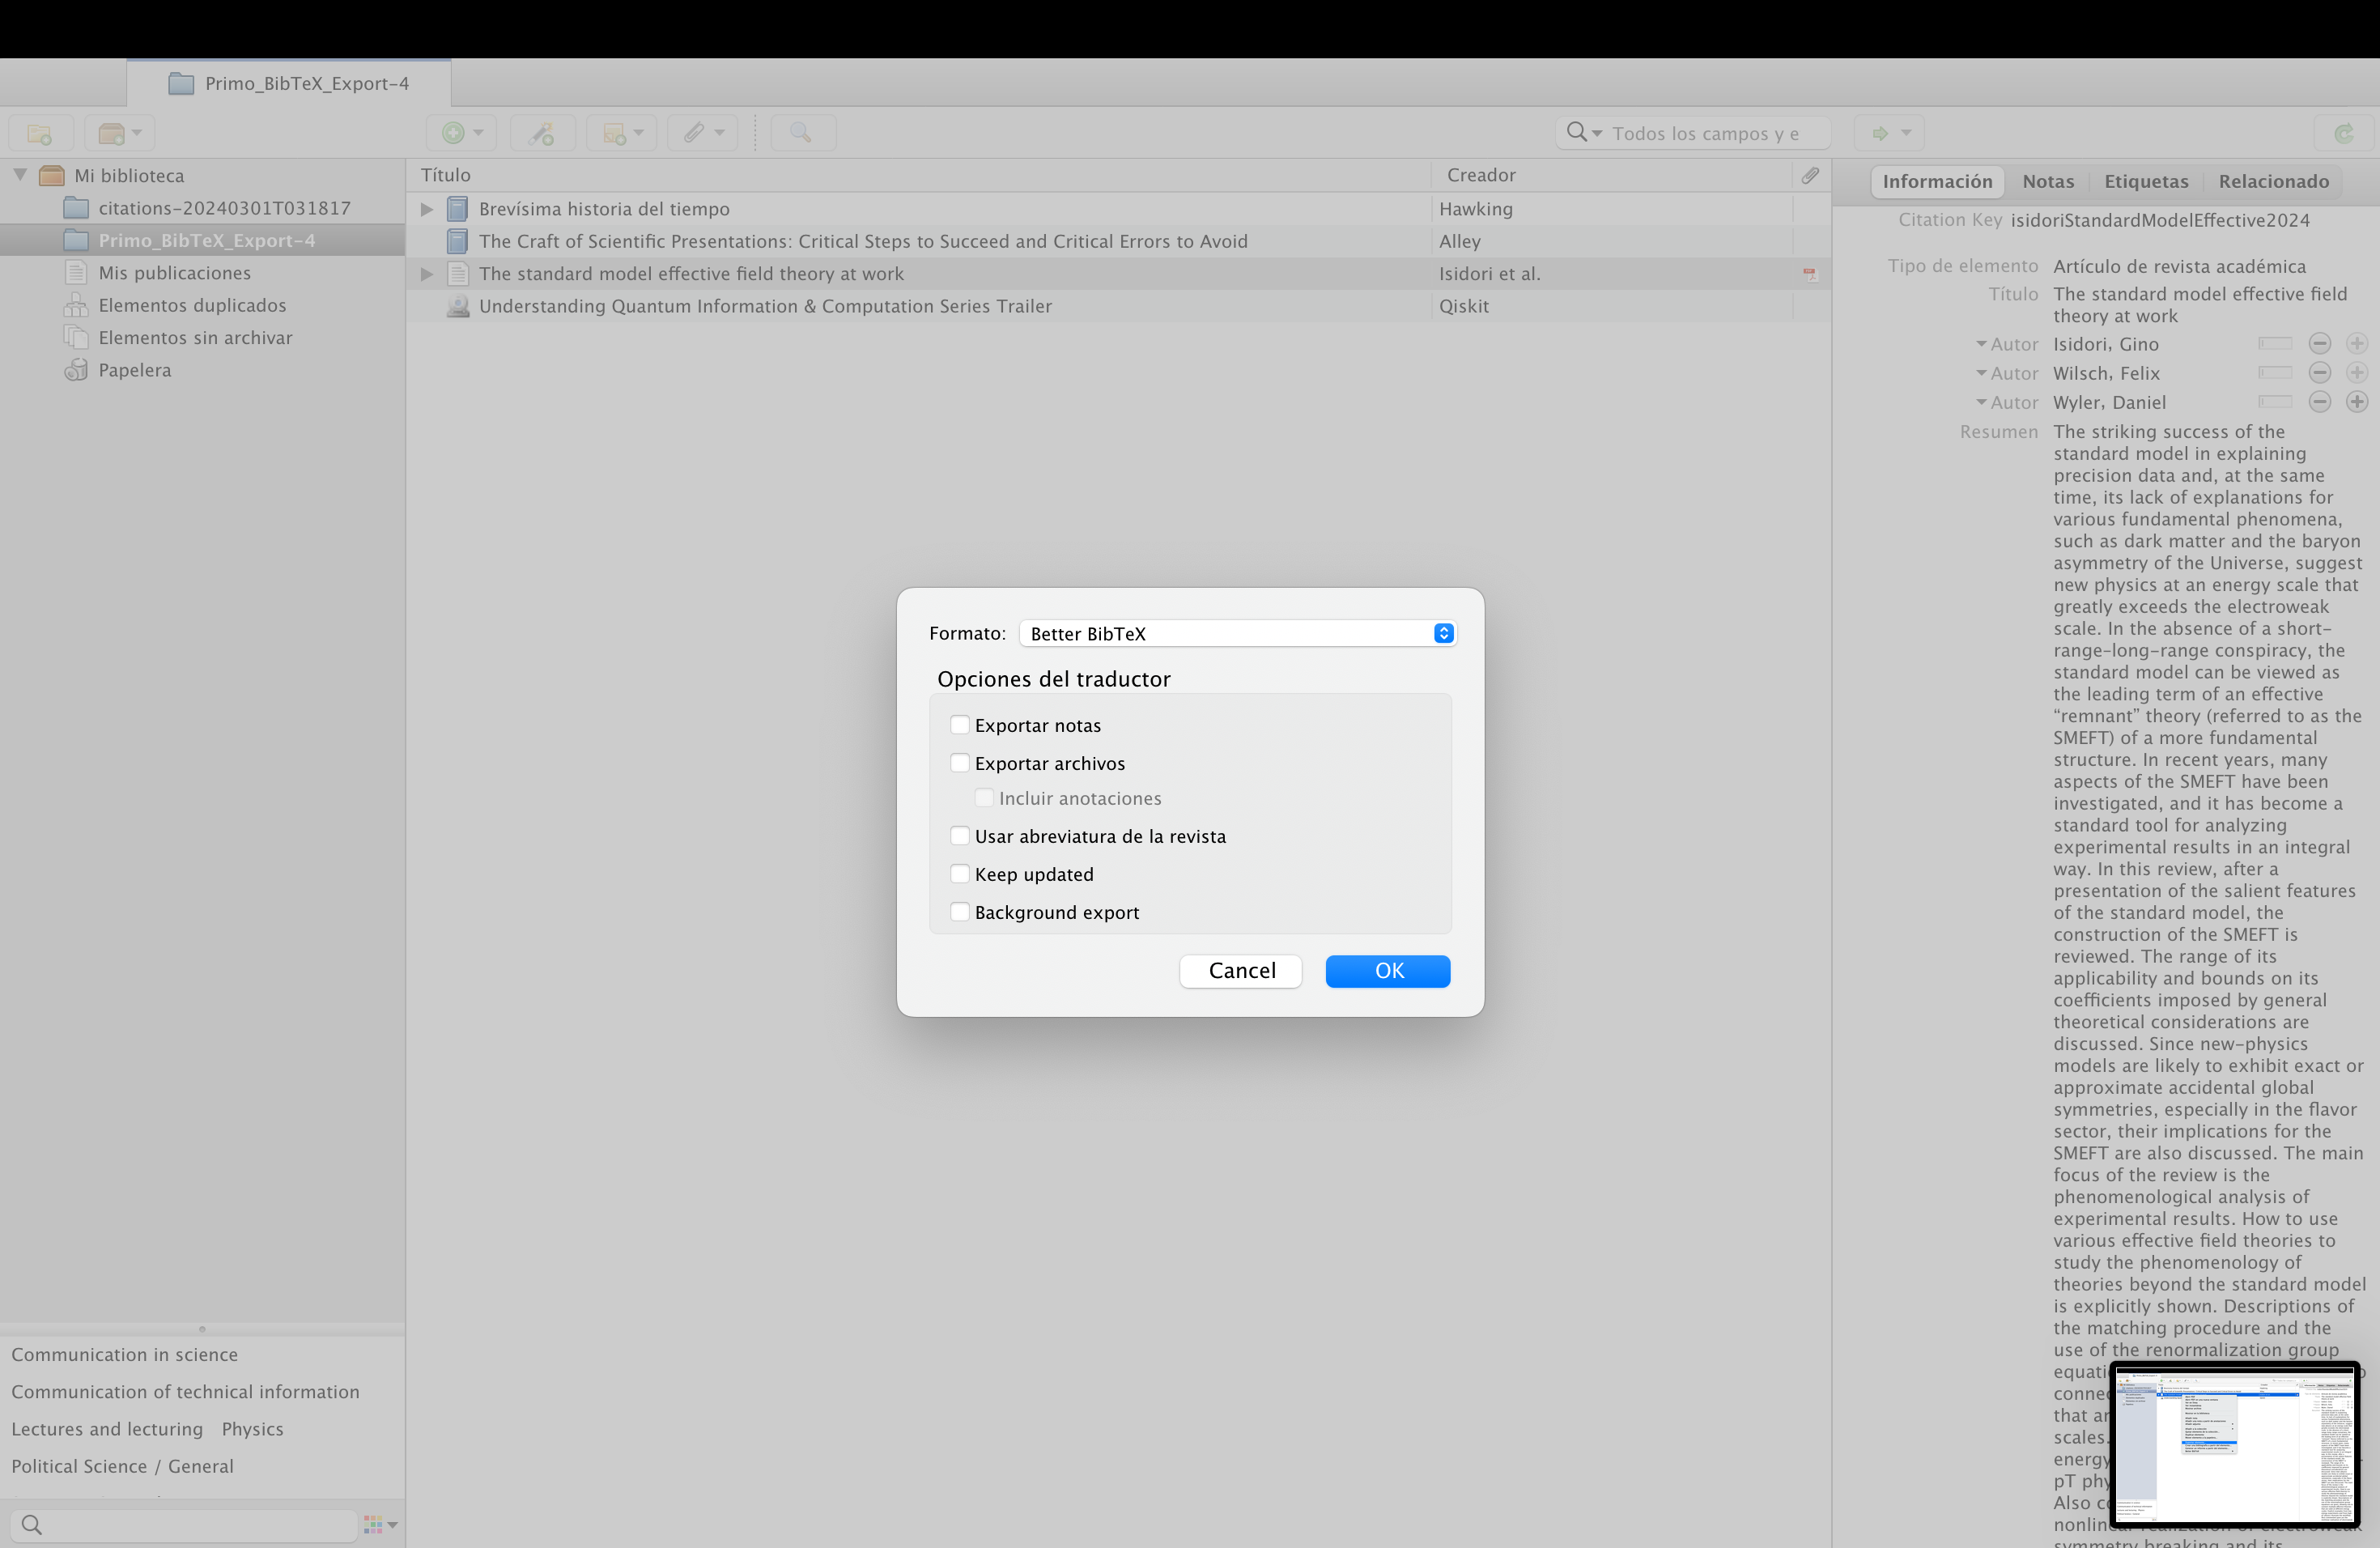 Primo_BibTeX_Export-4
Todos los campos y e
Mi biblioteca
citations-20240301T031817
Primo_BibTeX_Export-4
Mis publicaciones
Elementos duplicados
Elementos sin archivar
Papelera
Título
Creador
Brevísima historia del tiempo
Hawking
The Craft of Scientific Presentations: Critical Steps to Succeed and Critical Errors to Avoid
Alley
The standard model effective field theory at work
Isidori et al.
Understanding Quantum Information & Computation Series Trailer
Qiskit
Formato: Better BibTeX
Opciones del traductor
Exportar notas
Exportar archivos
Incluir anotaciones
Usar abreviatura de la revista
Keep updated
Background export
Cancel
OK
Información
Notas
Etiquetas
Relacionado
Citation Key isidoriStandardModelEffective2024
Tipo de elemento Artículo de revista académica
Título The standard model effective field
theory at work
Autor Isidori, Gino
Autor Wilsch, Felix
Autor Wyler, Daniel
Resumen The striking success of the
standard model in explaining
precision data and, at the same
time, its lack of explanations for
various fundamental phenomena,
such as dark matter and the baryon
asymmetry of the Universe, suggest
new physics at an energy scale that
greatly exceeds the electroweak
scale. In the absence of a short-
range–long-range conspiracy, the
standard model can be viewed as
the leading term of an effective
“remnant” theory (referred to as the
SMEFT) of a more fundamental
structure. In recent years, many
aspects of the SMEFT have been
investigated, and it has become a
standard tool for analyzing
experimental results in an integral
way. In this review, after a
presentation of the salient features
of the standard model, the
construction of the SMEFT is
reviewed. The range of its
applicability and bounds on its
coefficients imposed by general
theoretical considerations are
discussed. Since new-physics
models are likely to exhibit exact or
approximate accidental global
symmetries, especially in the flavor
sector, their implications for the
SMEFT are also discussed. The main
focus of the review is the
phenomenological analysis of
experimental results. How to use
various effective field theories to
study the phenomenology of
theories beyond the standard model
is explicitly shown. Descriptions of
the matching procedure and the
use of the renormalization group
equati
connec
that ar
scales.
energy
pT phy
Also co
nonlinear realization of electroweak
symmetry breaking and its
Communication in science
Communication of technical information
Lectures and lecturing Physics
Political Science / General